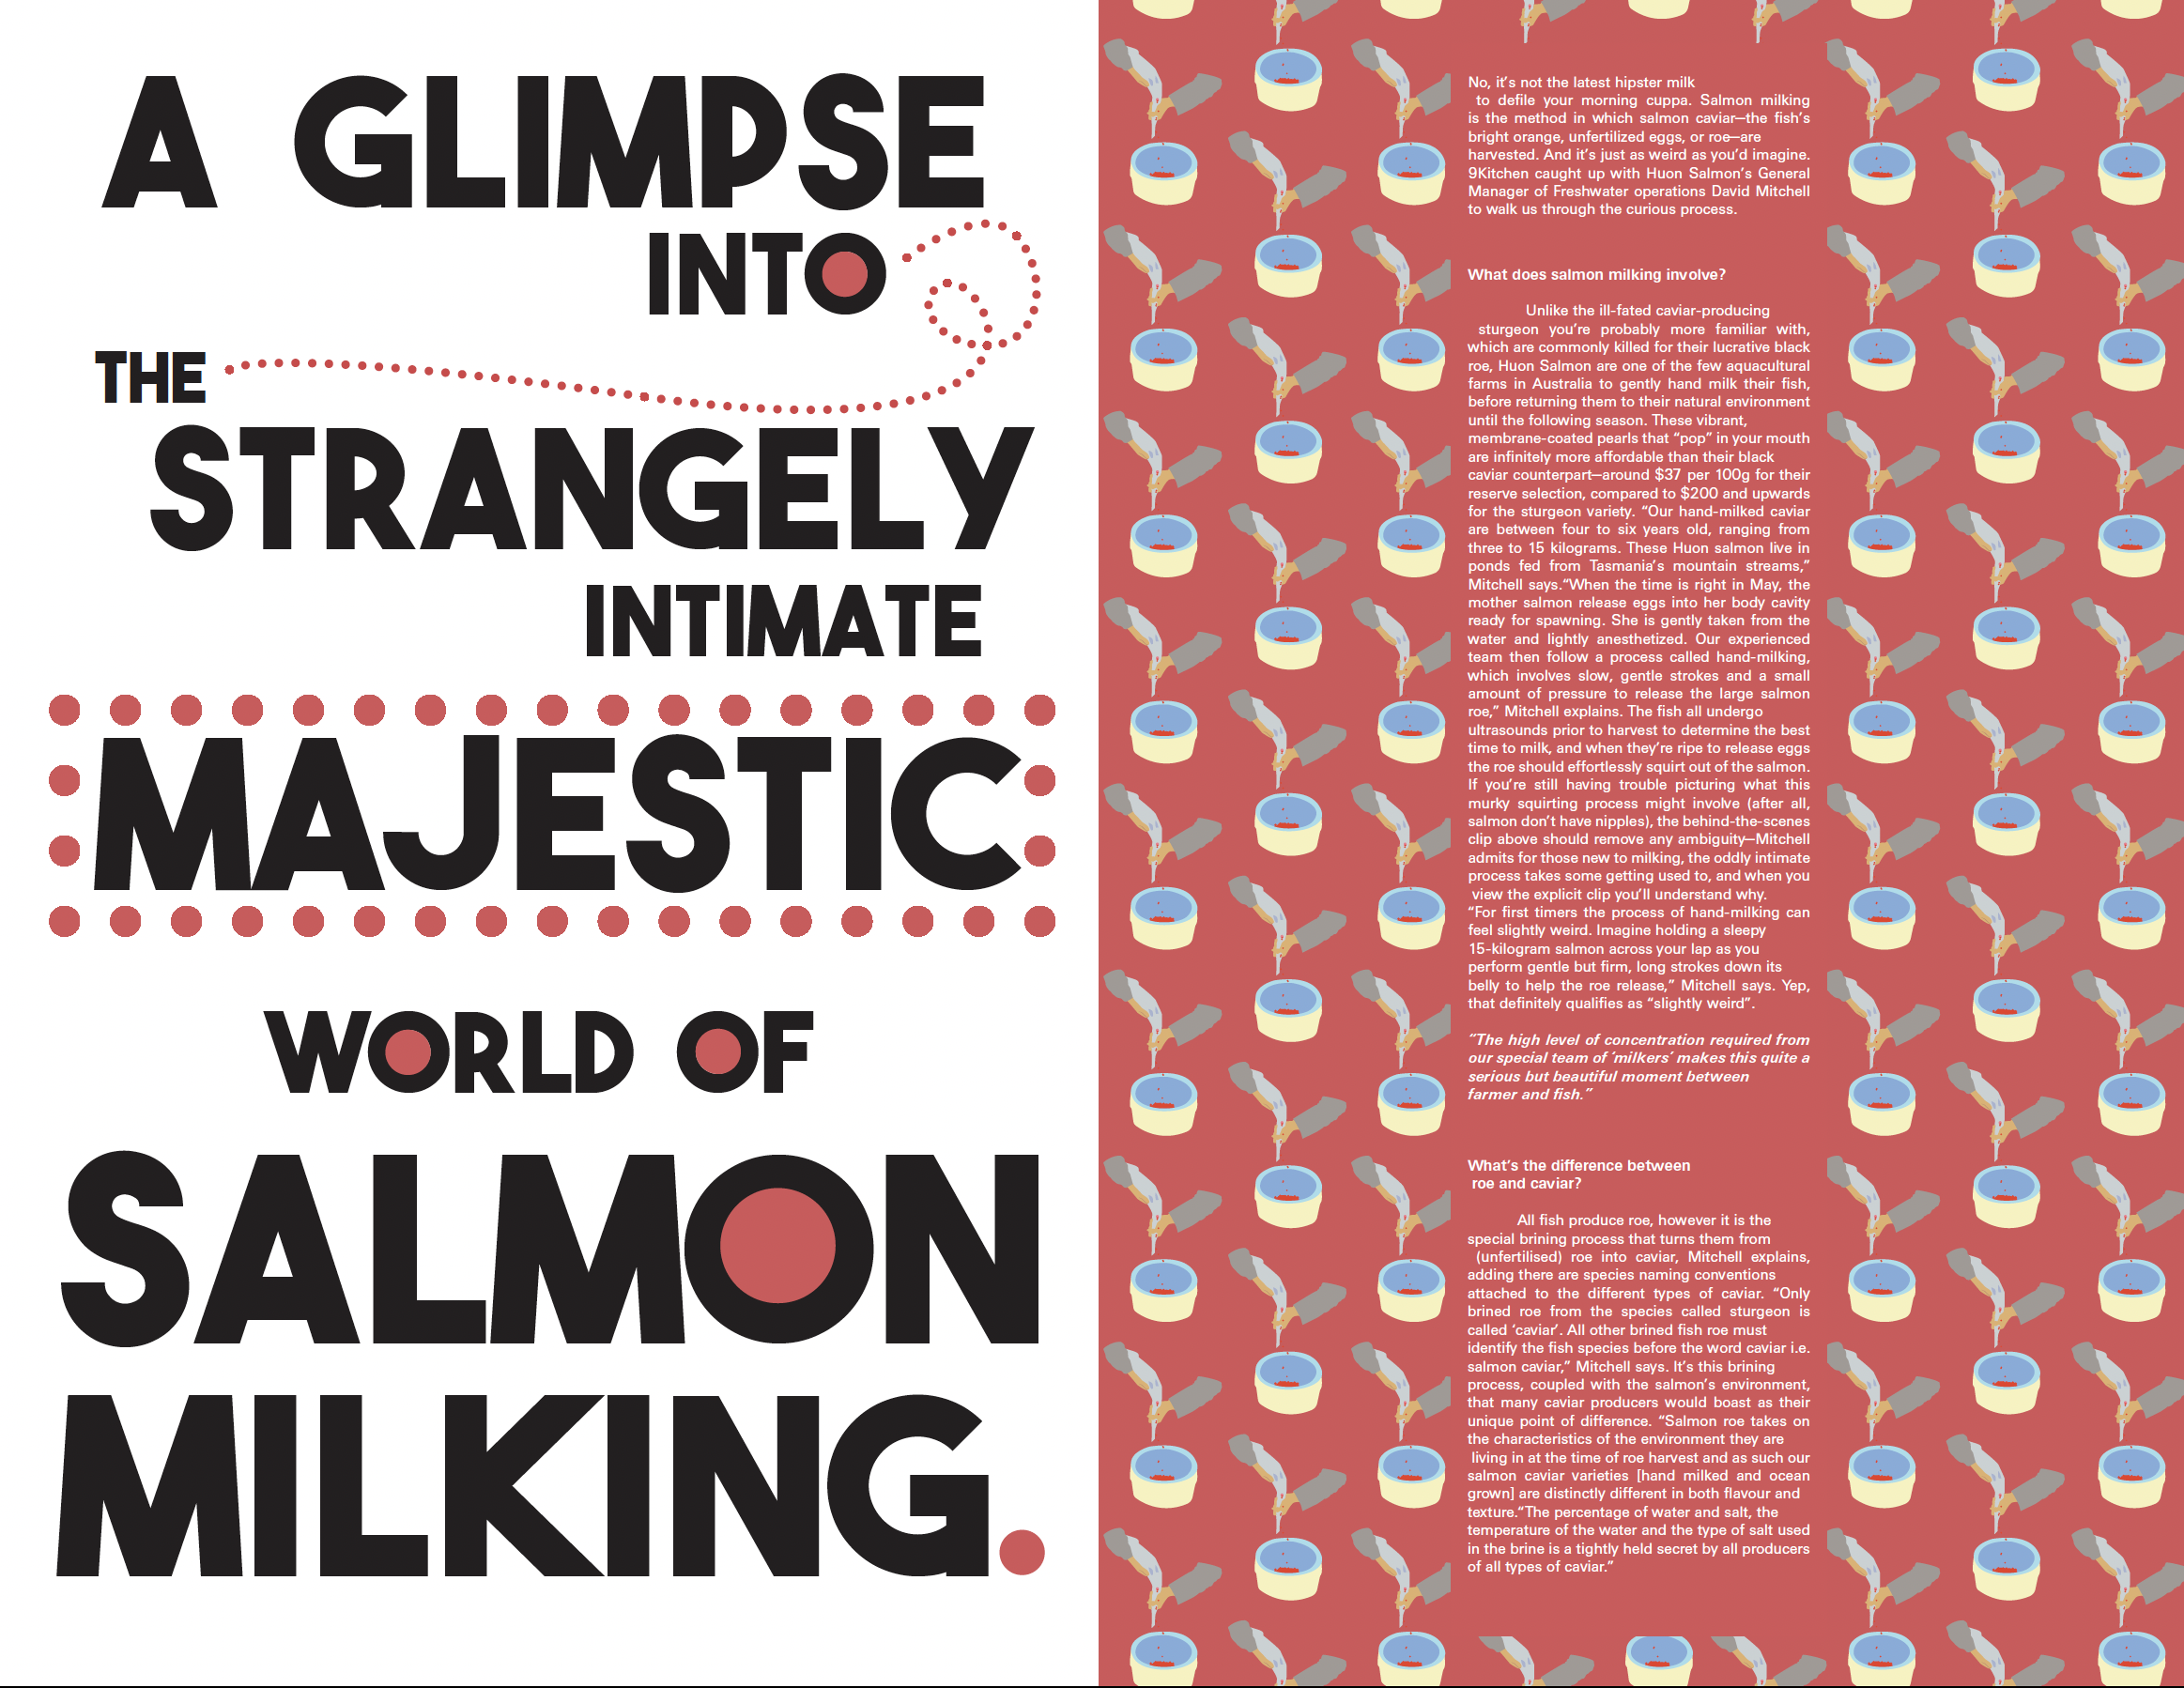 A GLIMPSE
INTO
THE
STRANGELY
INTIMATE
MAJESTIC
WORLD OF
SALMON
MILKING.
No, it's not the latest hipster milk
to defile your morning cuppa. Salmon milking
is the method in which salmon caviar—the fish's
bright orange, unfertilized eggs, or roe—are
harvested. And it's just as weird as you'd imagine.
9Kitchen caught up with Huon Salmon's General
Manager of Freshwater operations David Mitchell
to walk us through the curious process.
What does salmon milking involve?
Unlike the ill-fated caviar-producing
sturgeon you're probably more familiar with,
which are commonly killed for their lucrative black
roe, Huon Salmon are one of the few aquacultural
farms in Australia to gently hand milk their fish,
before returning them to their natural environment
until the following season. These vibrant,
membrane-coated pearls that “pop” in your mouth
are infinitely more affordable than their black
caviar counterpart—around $37 per 100g for their
reserve selection, compared to $200 and upwards
for the sturgeon variety. “Our hand-milked caviar
are between four to six years old, ranging from
three to 15 kilograms. These Huon salmon live in
ponds fed from Tasmania's mountain streams,”
Mitchell says.“When the time is right in May, the
mother salmon release eggs into her body cavity
ready for spawning. She is gently taken from the
water and lightly anesthetized. Our experienced
team then follow a process called hand-milking,
which involves slow, gentle strokes and a small
amount of pressure to release the large salmon
roe,” Mitchell explains. The fish all undergo
ultrasounds prior to harvest to determine the best
time to milk, and when they're ripe to release eggs
the roe should effortlessly squirt out of the salmon.
If you're still having trouble picturing what this
murky squirting process might involve (after all,
salmon don't have nipples), the behind-the-scenes
clip above should remove any ambiguity—Mitchell
admits for those new to milking, the oddly intimate
process takes some getting used to, and when you
view the explicit clip you'll understand why.
“For first timers the process of hand-milking can
feel slightly weird. Imagine holding a sleepy
15-kilogram salmon across your lap as you
perform gentle but firm, long strokes down its
belly to help the roe release,” Mitchell says. Yep,
that definitely qualifies as “slightly weird”.
“The high level of concentration required from
our special team of ‘milkers’ makes this quite a
serious but beautiful moment between
farmer and fish.”
What's the difference between
roe and caviar?
All fish produce roe, however it is the
special brining process that turns them from
(unfertilised) roe into caviar, Mitchell explains,
adding there are species naming conventions
attached to the different types of caviar. “Only
brined roe from the species called sturgeon is
called ‘caviar’. All other brined fish roe must
identify the fish species before the word caviar i.e.
salmon caviar,” Mitchell says. It's this brining
process, coupled with the salmon's environment,
that many caviar producers would boast as their
unique point of difference. “Salmon roe takes on
the characteristics of the environment they are
living in at the time of roe harvest and as such our
salmon caviar varieties [hand milked and ocean
grown] are distinctly different in both flavour and
texture.“The percentage of water and salt, the
temperature of the water and the type of salt used
in the brine is a tightly held secret by all producers
of all types of caviar.”